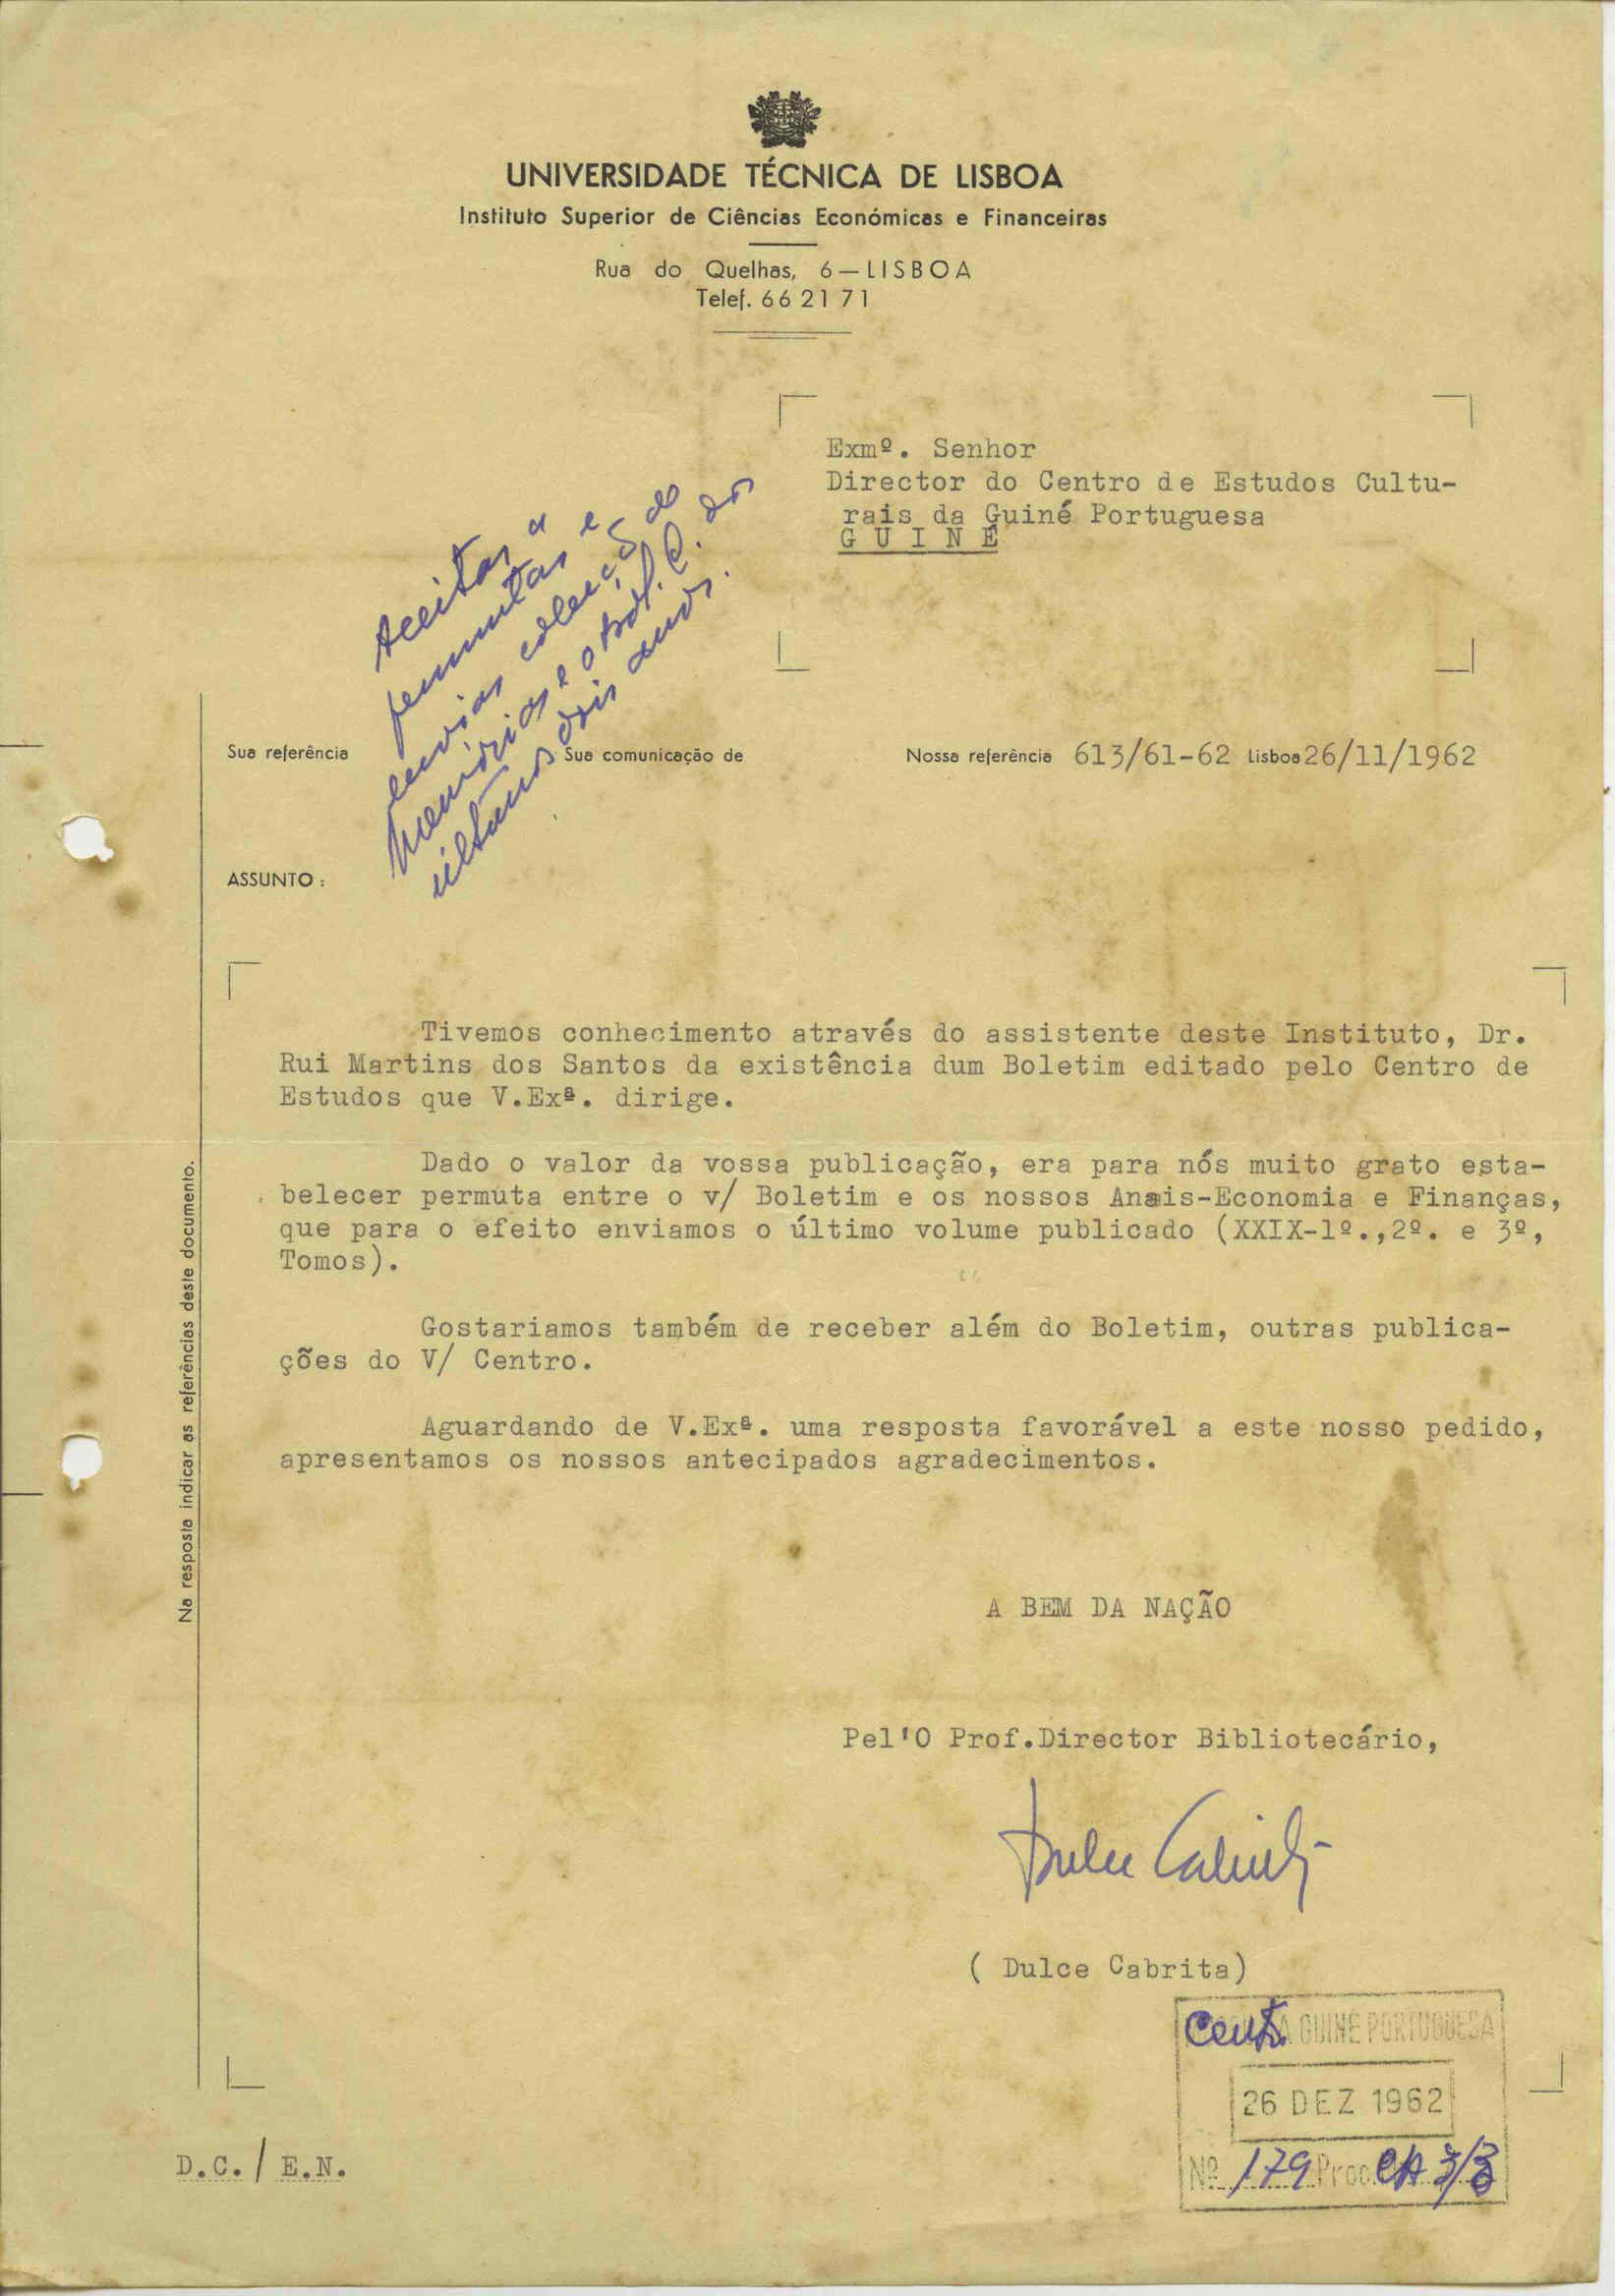 UNIVERSIDADE TÉCNICA DE LISBOA
Instituto Superior de Ciências Económicas e Financeiras
Rua do Quelhas, 6 — LISBOA
Telef. 66 21 71
Exmº. Senhor
Director do Centro de Estudos Cultu-
rais da Guiné Portuguesa
G U I N É
Aceitar a
permutar e
enviar colecção de
Memórias e o Bol. C. dos
últimos dois anos.
Sua referência
Sua comunicação de
Nossa referência 613/61-62 Lisboa 26/11/1962
ASSUNTO :
Tivemos conhecimento através do assistente deste Instituto, Dr.
Rui Martins dos Santos da existência dum Boletim editado pelo Centro de
Estudos que V.Exª. dirige.
Dado o valor da vossa publicação, era para nós muito grato esta-
belecer permuta entre o v/ Boletim e os nossos Anais-Economia e Finanças,
que para o efeito enviamos o último volume publicado (XXIX-1º.,2º. e 3º,
Tomos).
Gostariamos também de receber além do Boletim, outras publica-
ções do V/ Centro.
Aguardando de V.Exª. uma resposta favorável a este nosso pedido,
apresentamos os nossos antecipados agradecimentos.
Na resposta indicar as referências deste documento.
A BEM DA NAÇÃO
Pel'O Prof.Director Bibliotecário,
Dulce Cabrita
( Dulce Cabrita)
Centro DA GUINÉ PORTUGUESA
26 DEZ 1962
Nº 179 Proc. CA
D.C./ E.N.